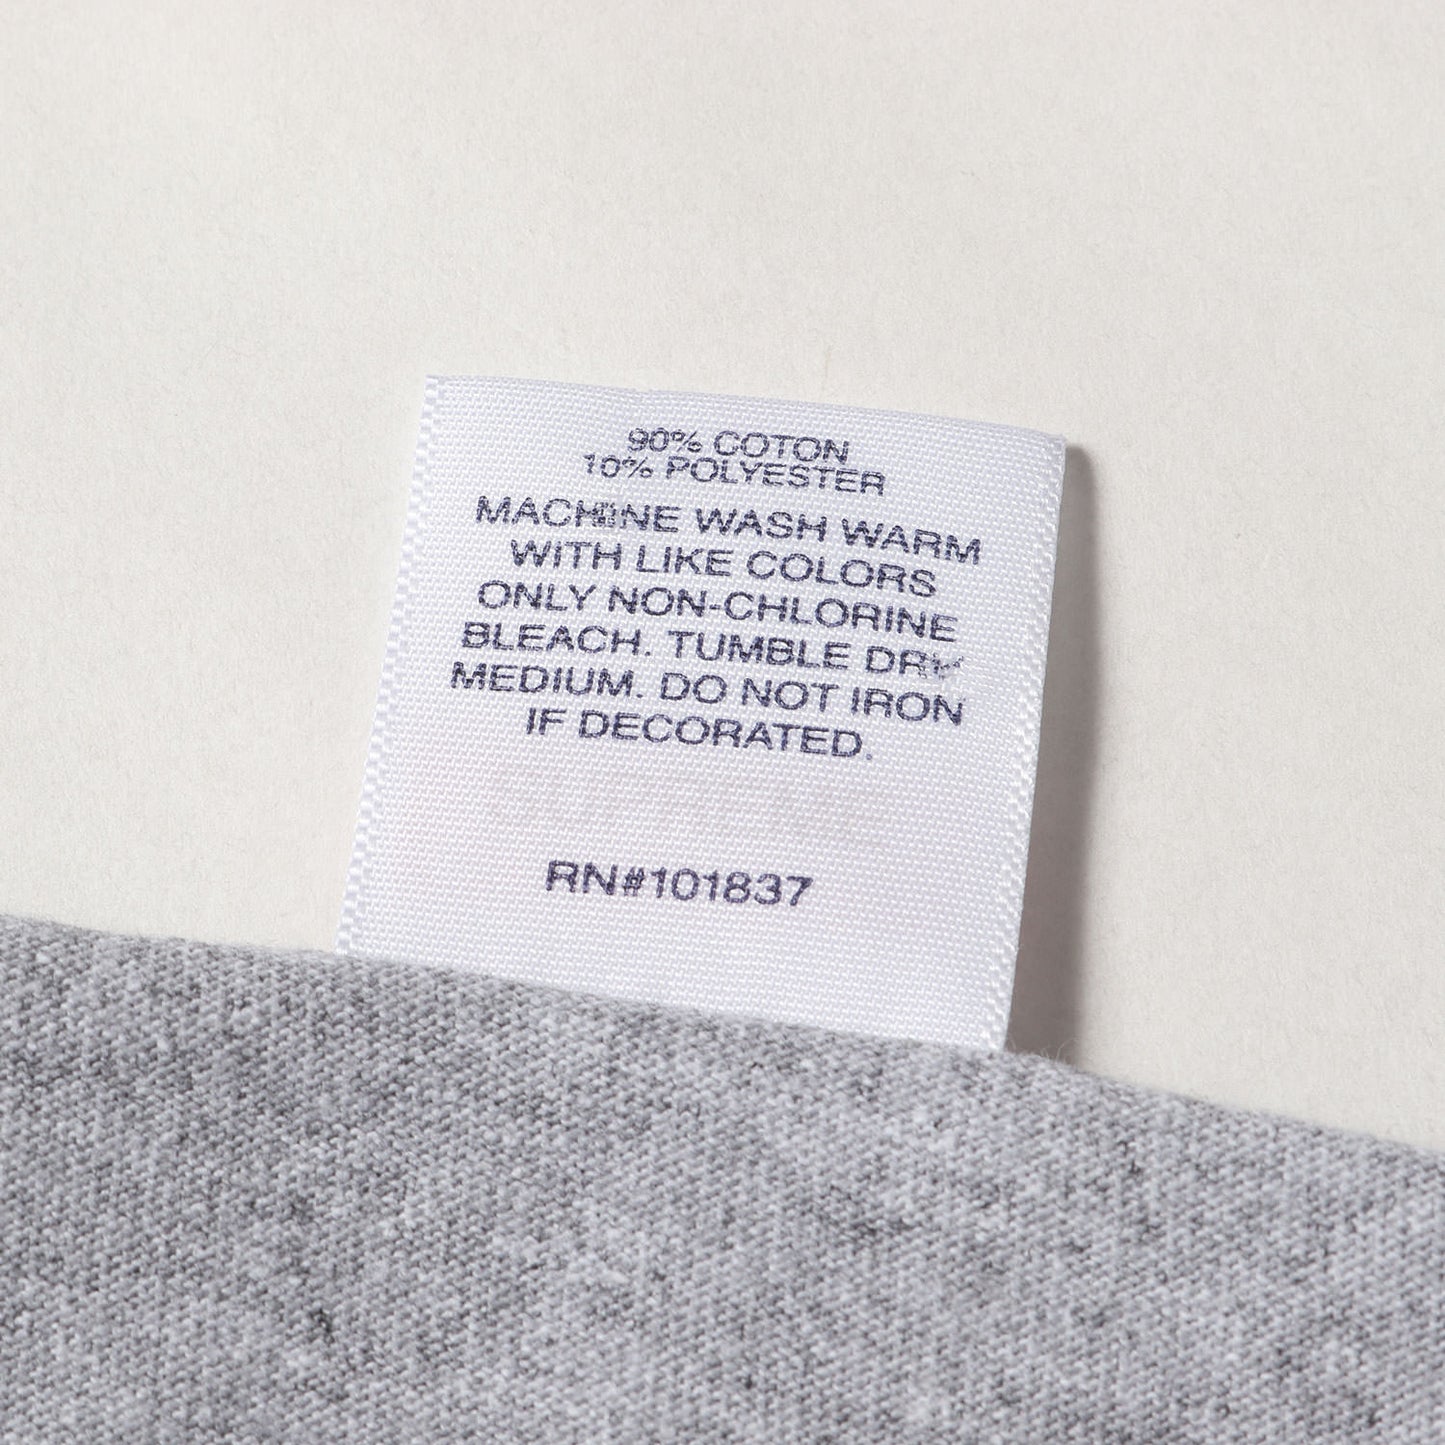 90% COTON
10% POLYESTER
MACHINE WASH WARM
WITH LIKE COLORS
ONLY NON-CHLORINE
BLEACH. TUMBLE DRY
MEDIUM. DO NOT IRON
IF DECORATED.
RN#101837